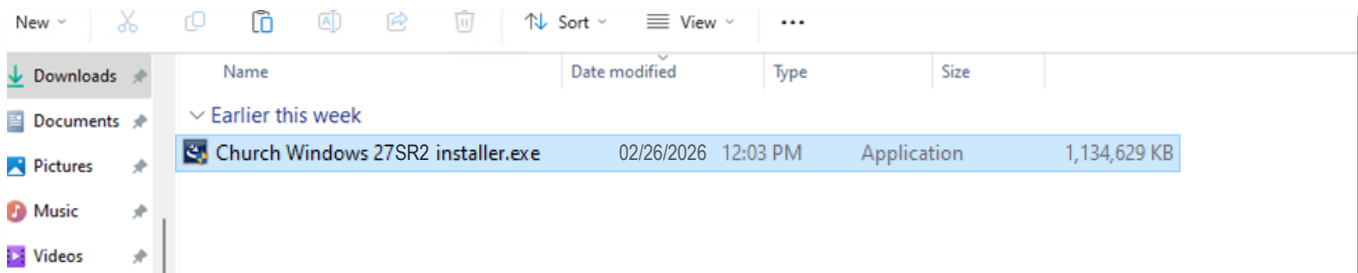 New Sort View ...
Downloads Name Date modified Type Size
Documents Earlier this week
Church Windows 27SR2 installer.exe 02/26/2026 12:03 PM Application 1,134,629 KB
Pictures
Music
Videos